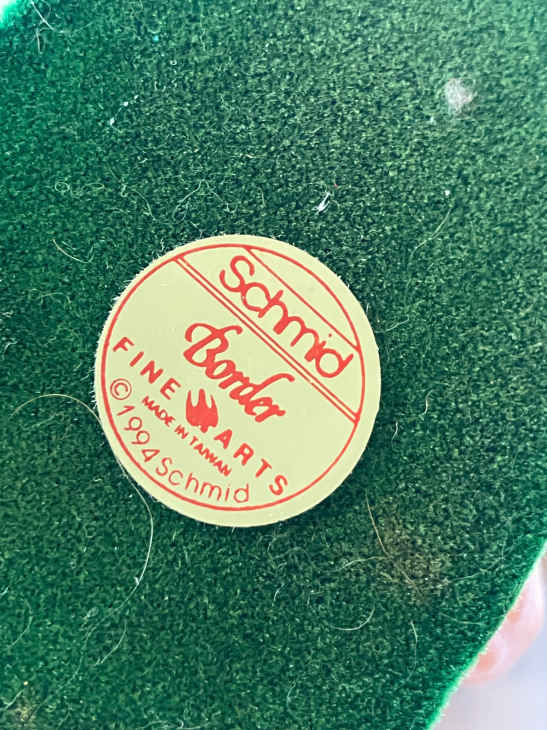 Schmid
Border
FINE ARTS
MADE IN TAIWAN
© 1994 Schmid